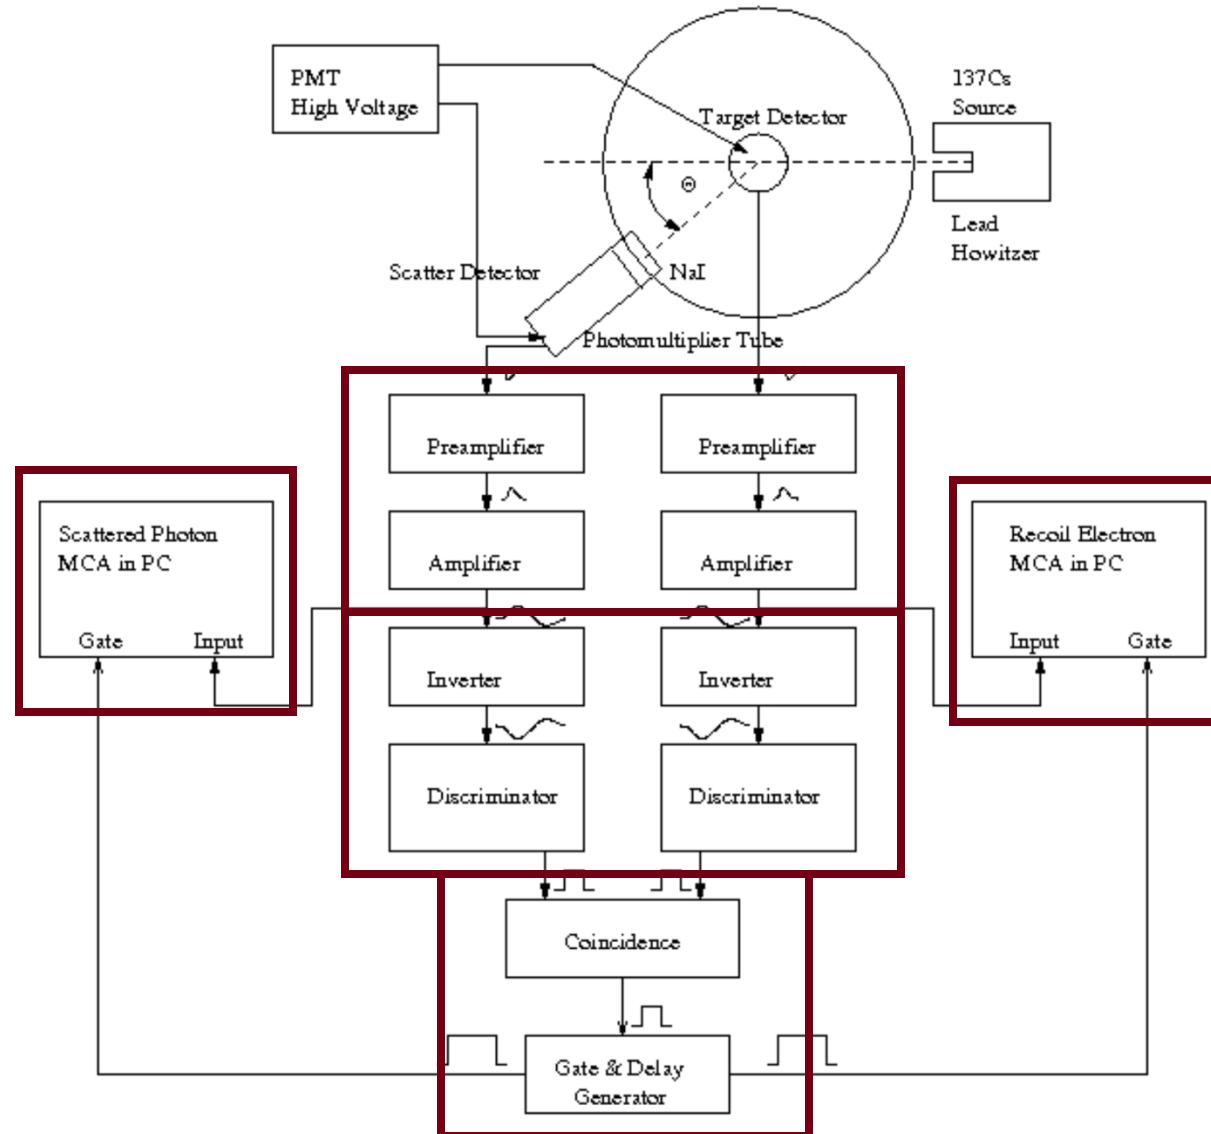 PMT
High Voltage
137Cs
Source
Target Detector
Θ
Lead
Howitzer
Scatter Detector
NaI
Photomultiplier Tube
Preamplifier
Preamplifier
Scattered Photon
MCA in PC
Gate
Input
Amplifier
Amplifier
Recoil Electron
MCA in PC
Input
Gate
Inverter
Inverter
Discriminator
Discriminator
Coincidence
Gate & Delay
Generator